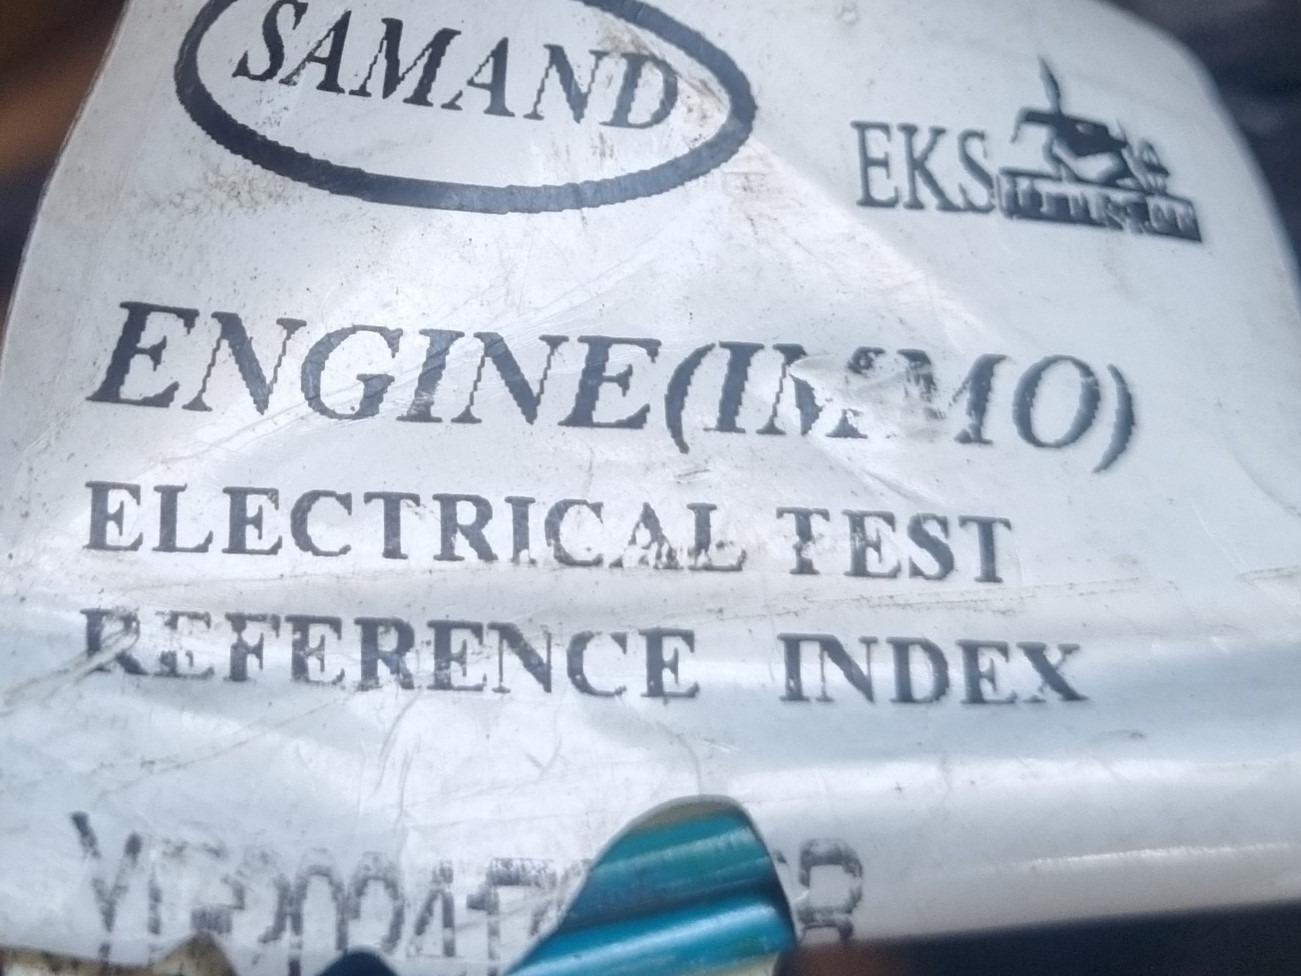 SAMAND
EKS
ENGINE(IMMO)
ELECTRICAL TEST
REFERENCE INDEX